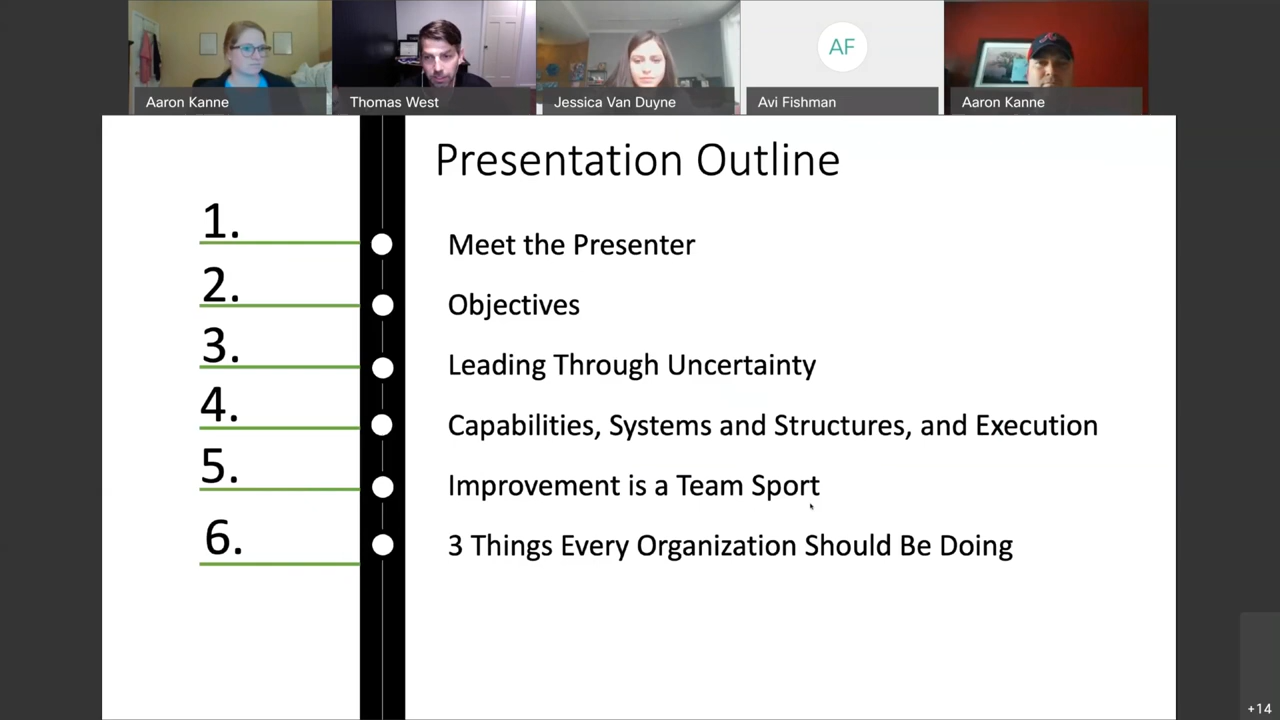 Aaron Kanne
Thomas West
Jessica Van Duyne
AF
Avi Fishman
Aaron Kanne
Presentation Outline
1.
Meet the Presenter
2.
Objectives
3.
Leading Through Uncertainty
4.
Capabilities, Systems and Structures, and Execution
5.
Improvement is a Team Sport
6.
3 Things Every Organization Should Be Doing
+14